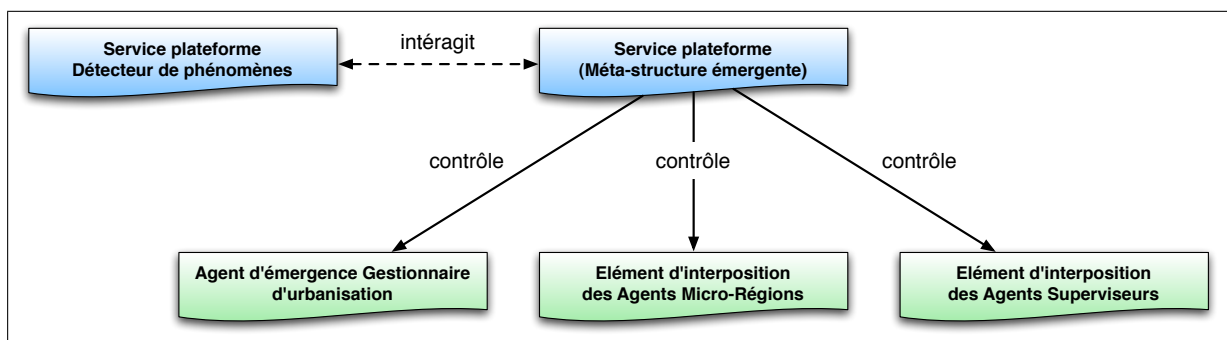 Service plateforme
Détecteur de phénomènes
intéragit
Service plateforme
(Méta-structure émergente)
contrôle
contrôle
contrôle
Agent d'émergence Gestionnaire
d'urbanisation
Elément d'interposition
des Agents Micro-Régions
Elément d'interposition
des Agents Superviseurs